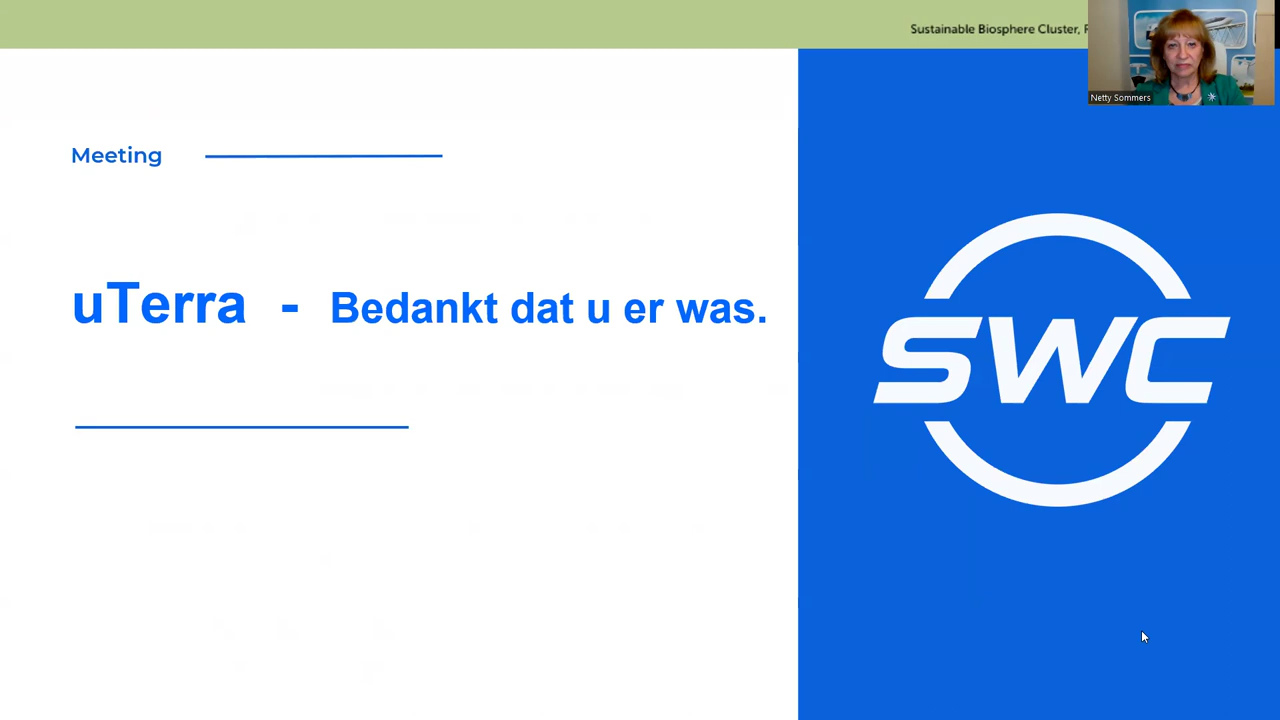 Sustainable Biosphere Cluster,
Netty Sommers
Meeting
uTerra - Bedankt dat u er was.
SWC